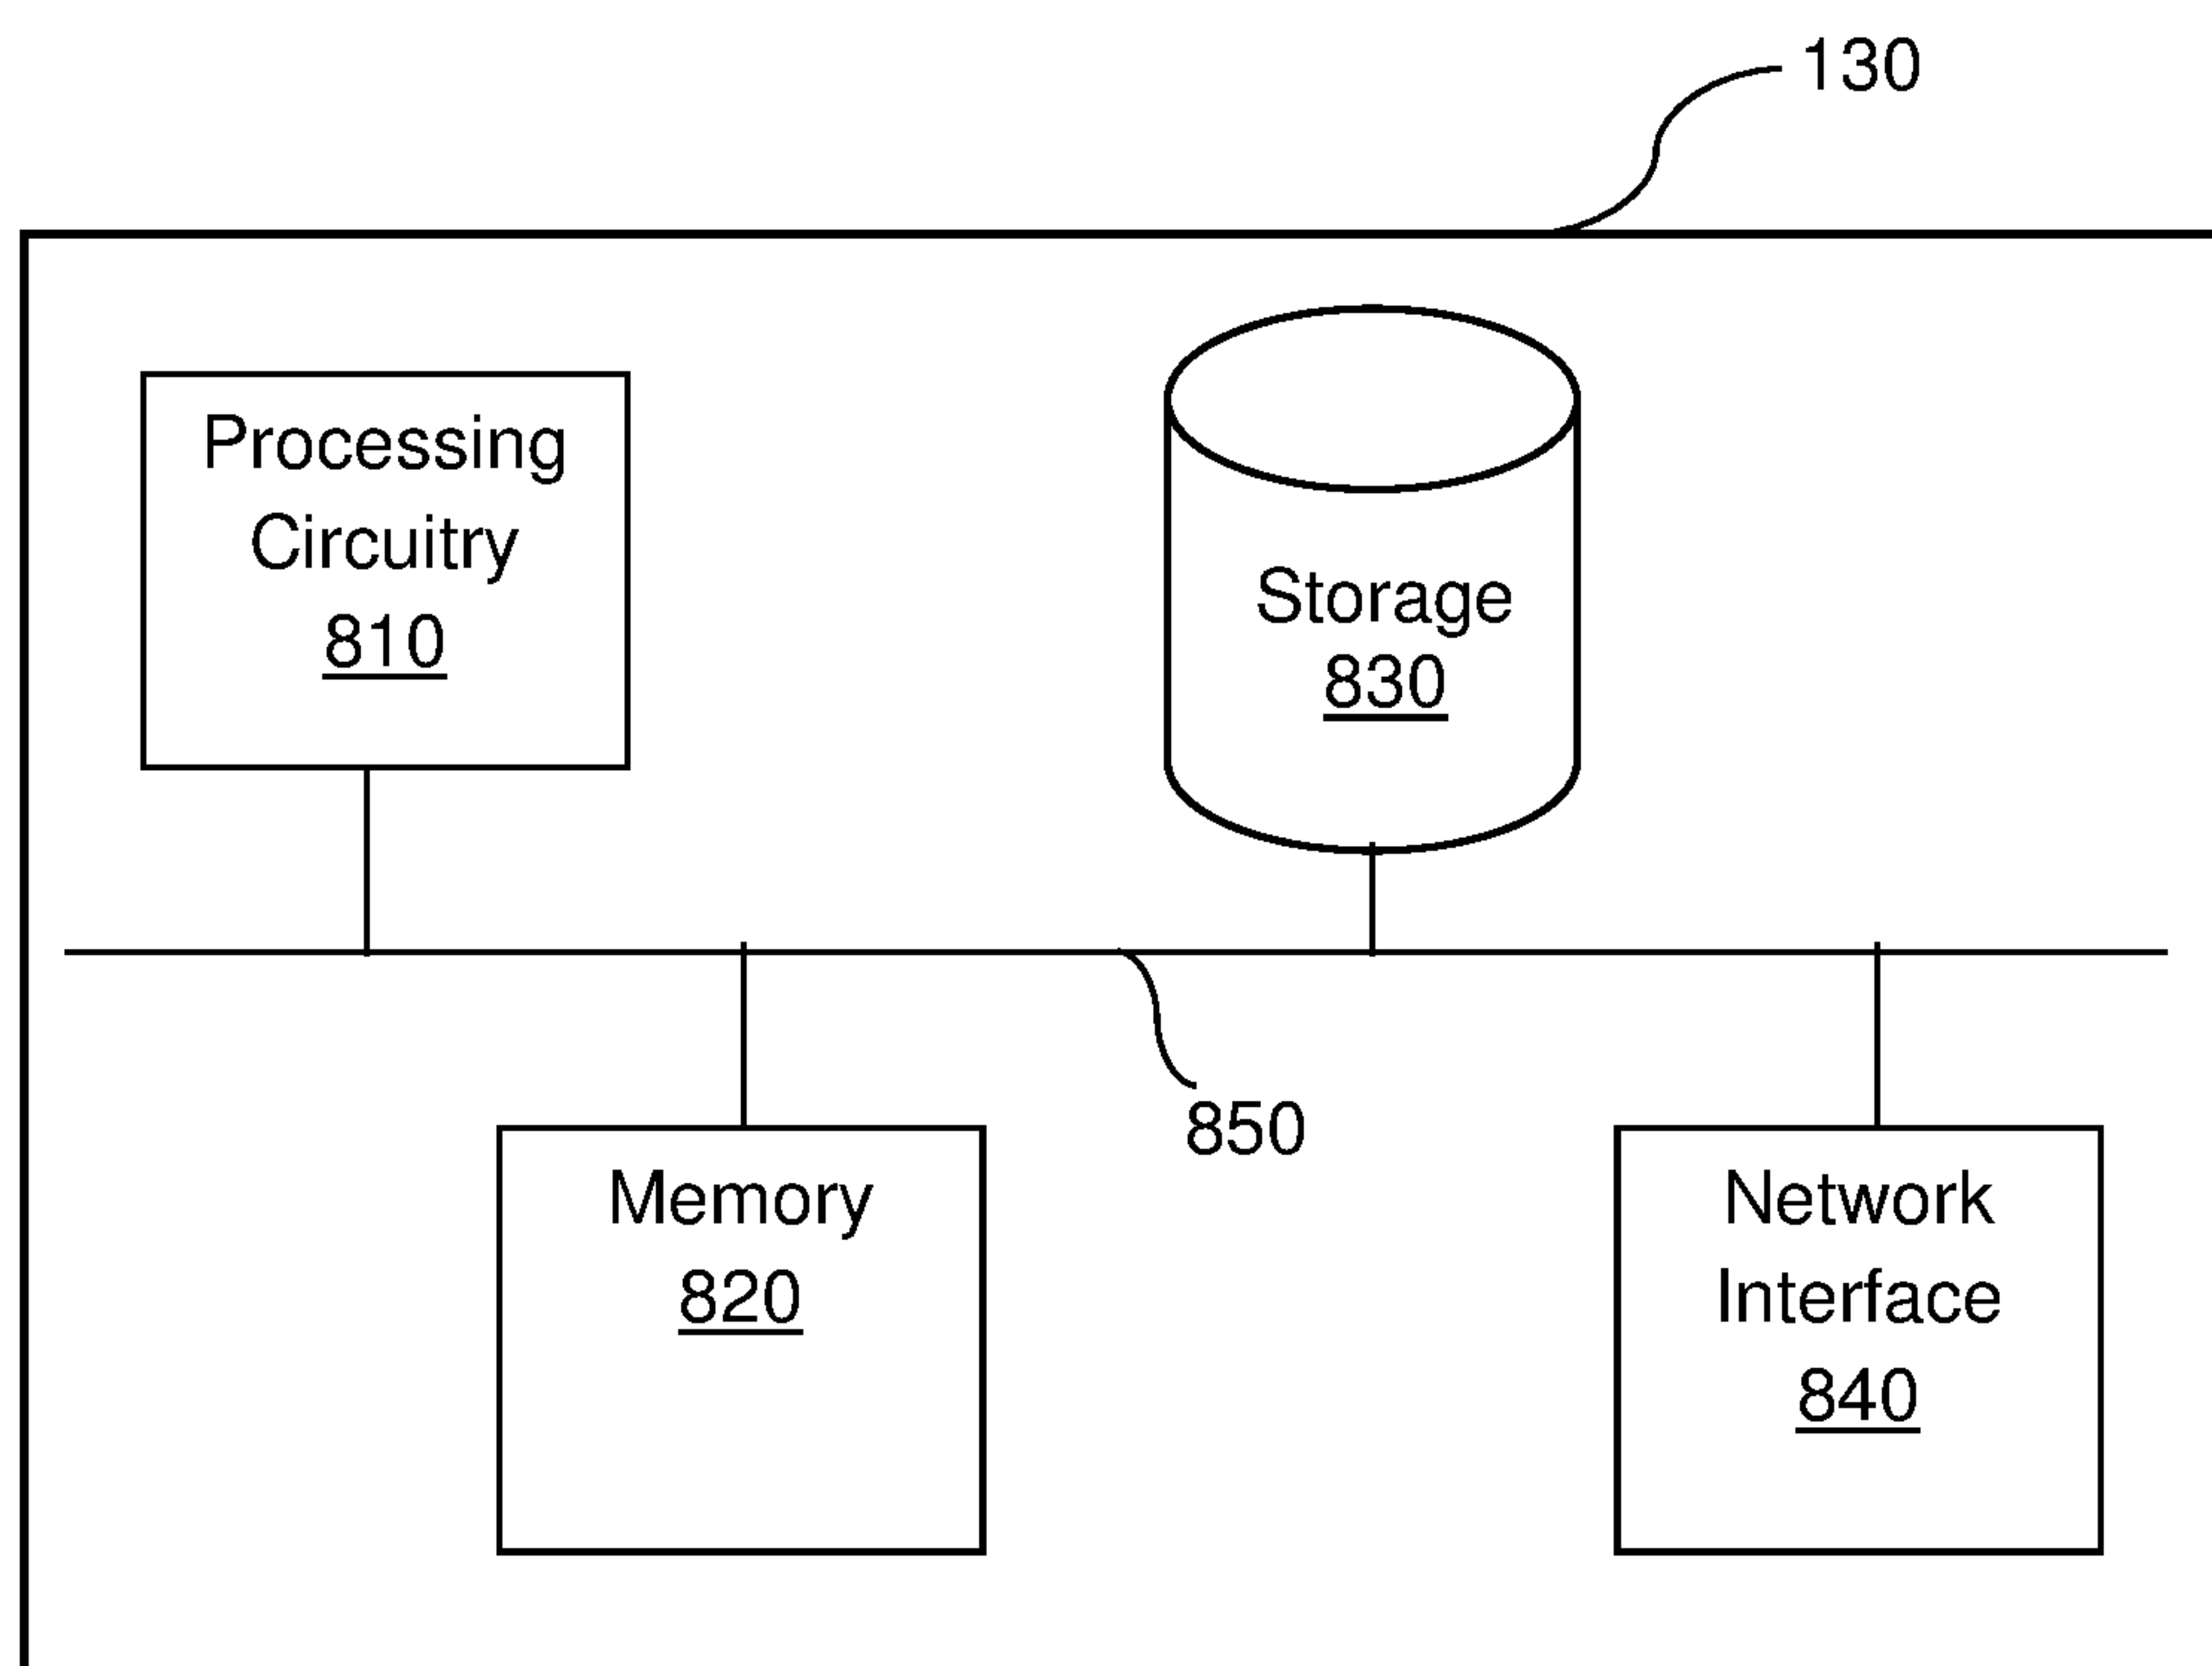 130
Processing
Circuitry
810
Storage
830
850
Memory
820
Network
Interface
840